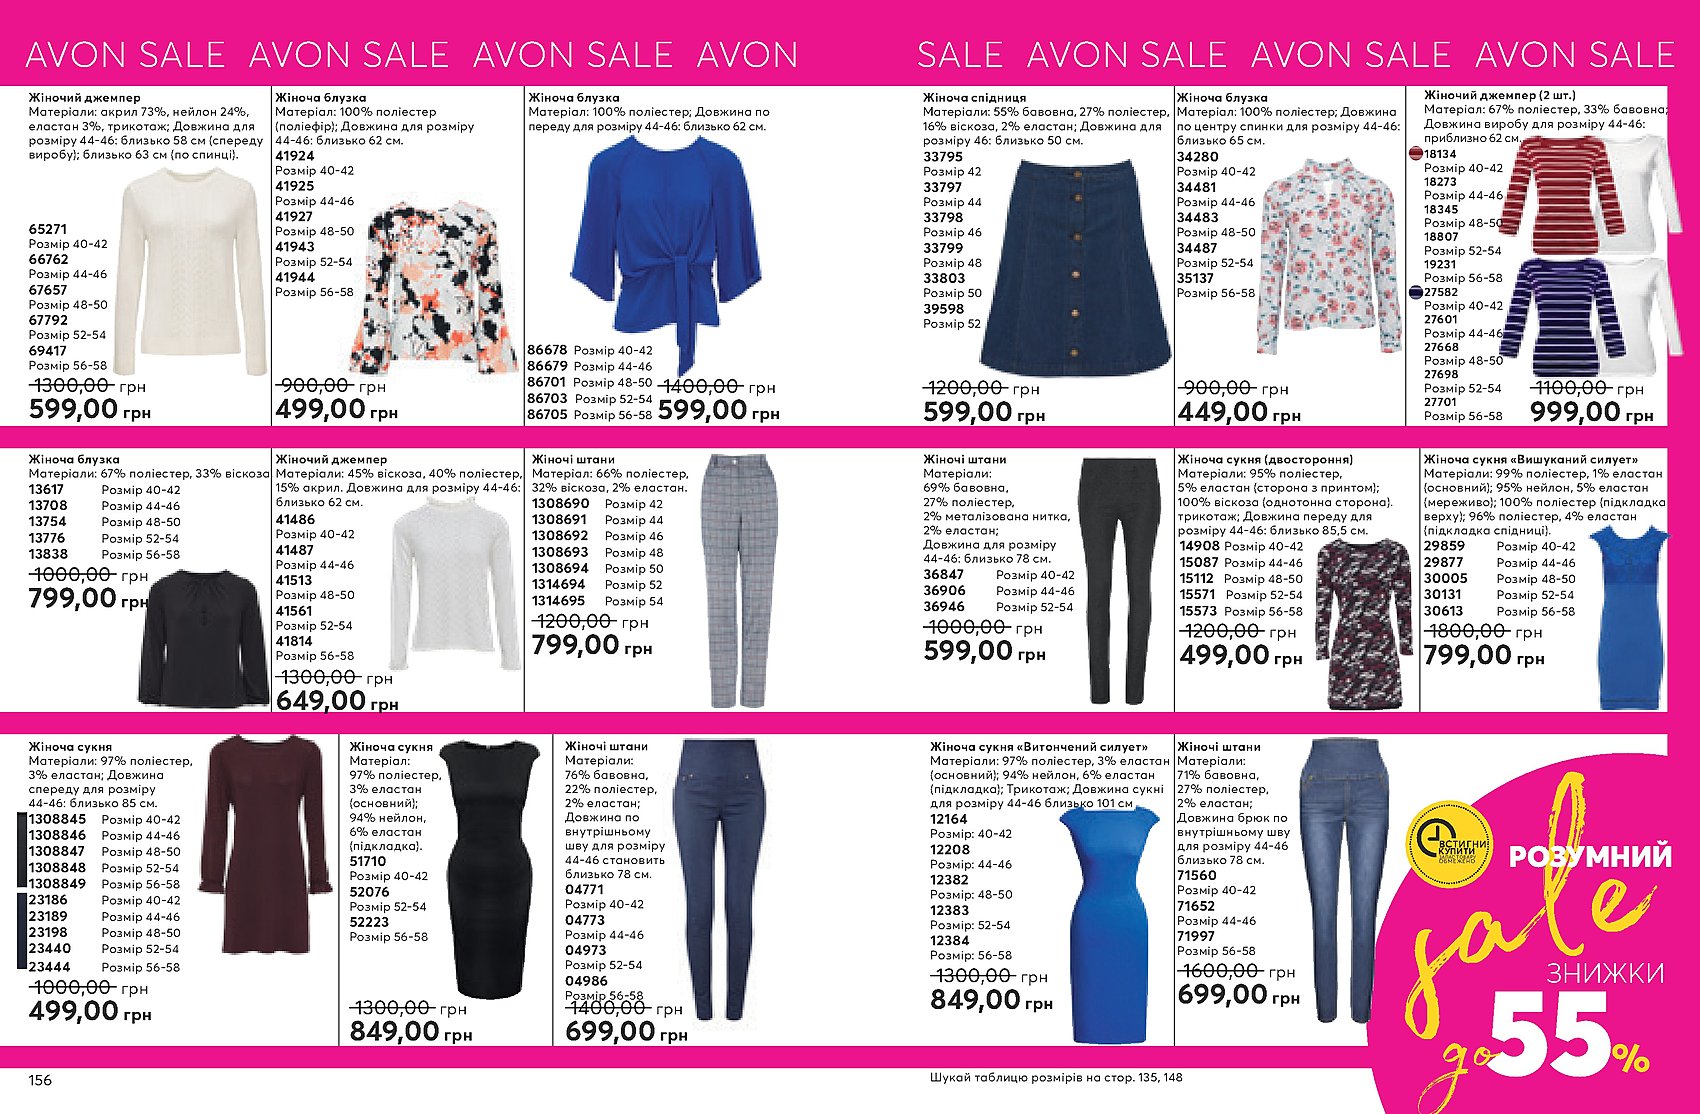 AVON SALE AVON SALE AVON SALE AVON
SALE AVON SALE AVON SALE AVON SALE
Жіночий джемпер
Матеріали: акрил 73%, нейлон 24%,
еластан 3%, трикотаж; Довжина для
розміру 44-46: близько 58 см (спереду
виробу); близько 63 см (по спинці).
65271
Розмір 40-42
66762
Розмір 44-46
67657
Розмір 48-50
67792
Розмір 52-54
69417
Розмір 56-58
1300,00 грн
599,00 грн
Жіноча блузка
Матеріал: 100% поліестер
(поліефір); Довжина для розміру
44-46: близько 62 см.
41924
Розмір 40-42
41925
Розмір 44-46
41927
Розмір 48-50
41943
Розмір 52-54
41944
Розмір 56-58
900,00 грн
499,00 грн
Жіноча блузка
Матеріал: 100% поліестер; Довжина по
переду для розміру 44-46: близько 62 см.
86678 Розмір 40-42
86679 Розмір 44-46
86701 Розмір 48-50
86703 Розмір 52-54
86705 Розмір 56-58
1400,00 грн
599,00 грн
Жіноча спідниця
Матеріали: 55% бавовна, 27% поліестер,
16% віскоза, 2% еластан; Довжина для
розміру 46: близько 50 см.
33795
Розмір 42
33797
Розмір 44
33798
Розмір 46
33799
Розмір 48
33803
Розмір 50
39598
Розмір 52
1200,00 грн
599,00 грн
Жіноча блузка
Матеріал: 100% поліестер; Довжина
по центру спинки для розміру 44-46:
близько 65 см.
34280
Розмір 40-42
34481
Розмір 44-46
34483
Розмір 48-50
34487
Розмір 52-54
35137
Розмір 56-58
900,00 грн
449,00 грн
Жіночий джемпер (2 шт.)
Матеріал: 67% поліестер, 33% бавовна;
Довжина виробу для розміру 44-46:
приблизно 62 см.
18134
Розмір 40-42
18273
Розмір 44-46
18345
Розмір 48-50
18807
Розмір 52-54
19231
Розмір 56-58
27582
Розмір 40-42
27601
Розмір 44-46
27668
Розмір 48-50
27698
Розмір 52-54
27701
Розмір 56-58
1100,00 грн
999,00 грн
Жіноча блузка
Матеріали: 67% поліестер, 33% віскоза
13617 Розмір 40-42
13708 Розмір 44-46
13754 Розмір 48-50
13776 Розмір 52-54
13838 Розмір 56-58
1000,00 грн
799,00 грн
Жіночий джемпер
Матеріали: 45% віскоза, 40% поліестер,
15% акрил. Довжина для розміру 44-46:
близько 62 см.
41486
Розмір 40-42
41487
Розмір 44-46
41513
Розмір 48-50
41561
Розмір 52-54
41814
Розмір 56-58
1300,00 грн
649,00 грн
Жіночі штани
Матеріал: 66% поліестер,
32% віскоза, 2% еластан.
1308690 Розмір 42
1308691 Розмір 44
1308692 Розмір 46
1308693 Розмір 48
1308694 Розмір 50
1314694 Розмір 52
1314695 Розмір 54
1200,00 грн
799,00 грн
Жіночі штани
Матеріали:
69% бавовна,
27% поліестер,
2% металізована нитка,
2% еластан;
Довжина для розміру
44-46: близько 78 см.
36847 Розмір 40-42
36906 Розмір 44-46
36946 Розмір 52-54
1000,00 грн
599,00 грн
Жіноча сукня (двостороння)
Матеріали: 95% поліестер,
5% еластан (сторона з принтом);
100% віскоза (однотонна сторона).
трикотаж; Довжина переду для
розміру 44-46: близько 85,5 см.
14908 Розмір 40-42
15087 Розмір 44-46
15112 Розмір 48-50
15571 Розмір 52-54
15573 Розмір 56-58
1200,00 грн
499,00 грн
Жіноча сукня «Вишуканий силует»
Матеріали: 99% поліестер, 1% еластан
(основний); 95% нейлон, 5% еластан
(мереживо); 100% поліестер (підкладка
верху); 96% поліестер, 4% еластан
(підкладка спідниці).
29859 Розмір 40-42
29877 Розмір 44-46
30005 Розмір 48-50
30131 Розмір 52-54
30613 Розмір 56-58
1800,00 грн
799,00 грн
Жіноча сукня
Матеріали: 97% поліестер,
3% еластан; Довжина
спереду для розміру
44-46: близько 85 см.
1308845 Розмір 40-42
1308846 Розмір 44-46
1308847 Розмір 48-50
1308848 Розмір 52-54
1308849 Розмір 56-58
23186 Розмір 40-42
23189 Розмір 44-46
23198 Розмір 48-50
23440 Розмір 52-54
23444 Розмір 56-58
1000,00 грн
499,00 грн
Жіноча сукня
Матеріал:
97% поліестер,
3% еластан
(основний);
94% нейлон,
6% еластан
(підкладка).
51710
Розмір 40-42
52076
Розмір 52-54
52223
Розмір 56-58
1300,00 грн
849,00 грн
Жіночі штани
Матеріали:
76% бавовна,
22% поліестер,
2% еластан;
Довжина по
внутрішньому
шву для розміру
44-46 становить
близько 78 см.
04771
Розмір 40-42
04773
Розмір 44-46
04973
Розмір 52-54
04986
Розмір 56-58
1400,00 грн
699,00 грн
Жіноча сукня «Витончений силует»
Матеріали: 97% поліестер, 3% еластан
(основний); 94% нейлон, 6% еластан
(підкладка); Трикотаж; Довжина сукні
для розміру 44-46 близько 101 см
12164
Розмір: 40-42
12208
Розмір: 44-46
12382
Розмір: 48-50
12383
Розмір: 52-54
12384
Розмір: 56-58
1300,00 грн
849,00 грн
Жіночі штани
Матеріали:
71% бавовна,
27% поліестер,
2% еластан;
Довжина брюк по
внутрішньому шву
для розміру 44-46
близько 78 см.
71560
Розмір 40-42
71652
Розмір 44-46
71997
Розмір 56-58
1600,00 грн
699,00 грн
ВСТИГНИ
КУПИТИ
ЗАПАС ТОВАРУ
ОБМЕЖЕНО
РОЗУМНИЙ
sale
ЗНИЖКИ
до 55%
156
Шукай таблицю розмірів на стор. 135, 148